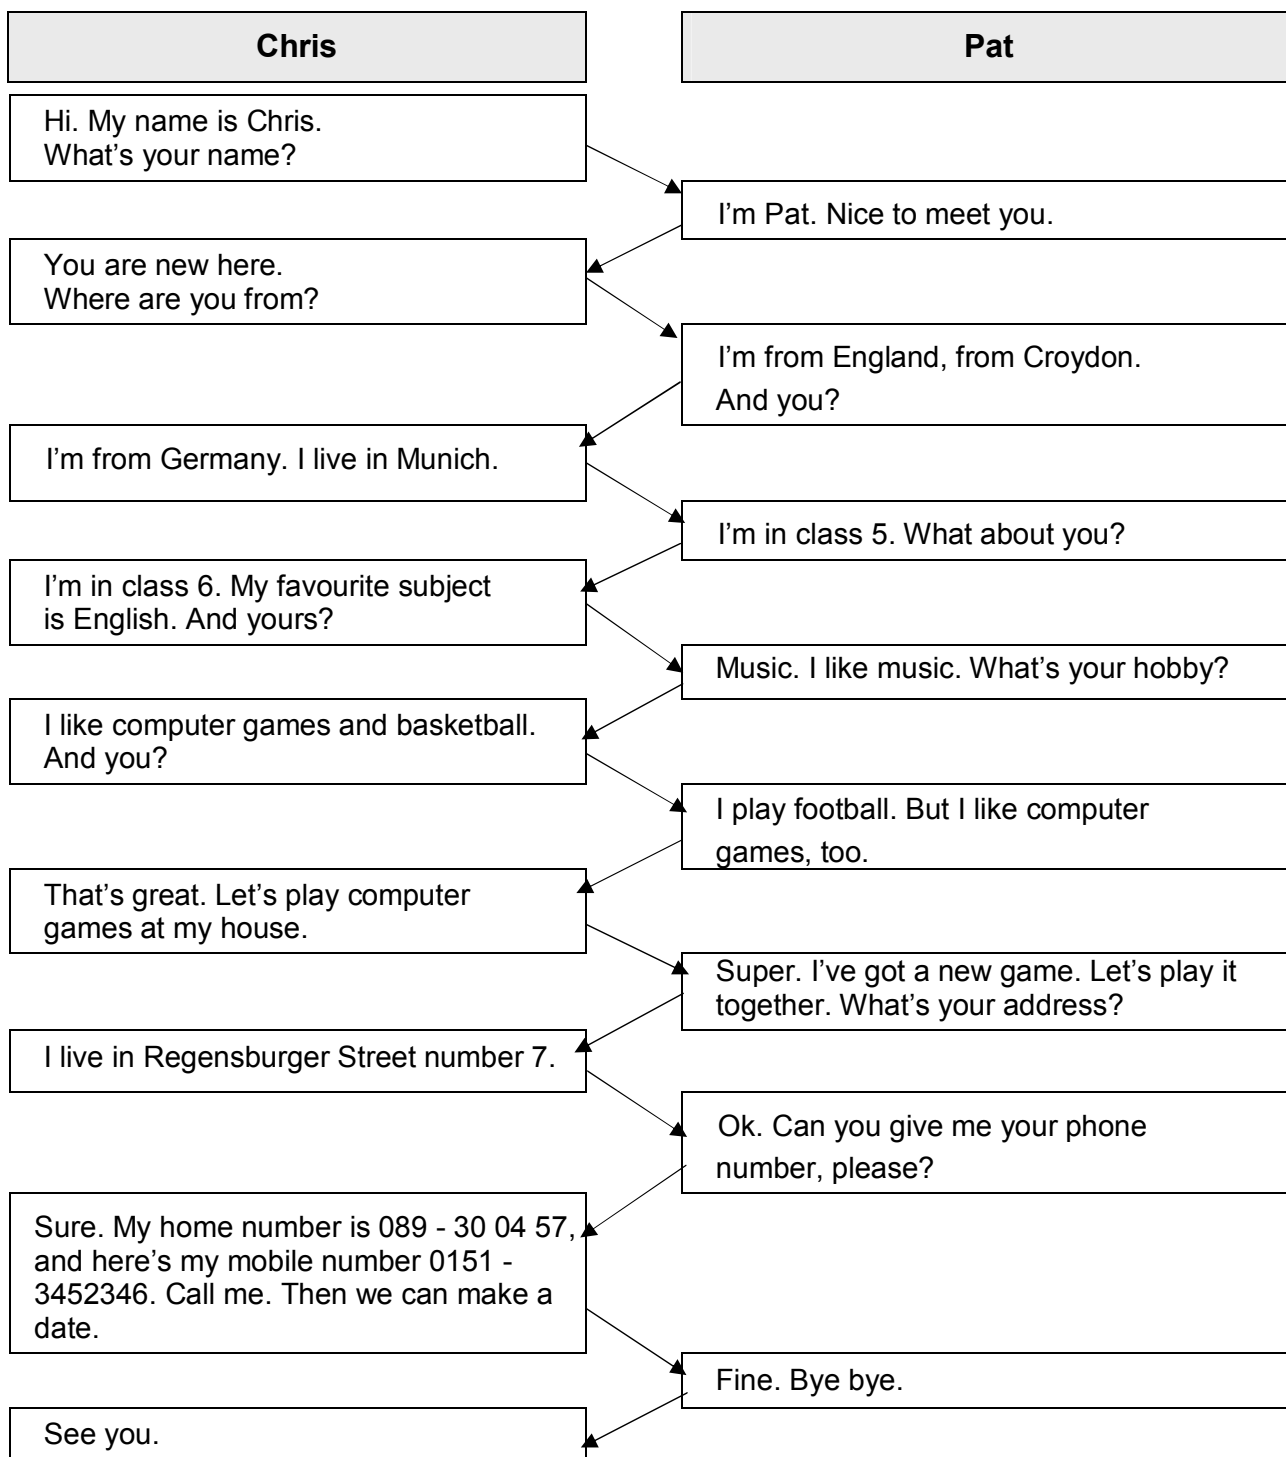 Chris
Pat
Hi. My name is Chris.
What’s your name?
I’m Pat. Nice to meet you.
You are new here.
Where are you from?
I’m from England, from Croydon.
And you?
I’m from Germany. I live in Munich.
I’m in class 5. What about you?
I’m in class 6. My favourite subject
is English. And yours?
Music. I like music. What’s your hobby?
I like computer games and basketball.
And you?
I play football. But I like computer
games, too.
That’s great. Let’s play computer
games at my house.
Super. I’ve got a new game. Let’s play it
together. What’s your address?
I live in Regensburger Street number 7.
Ok. Can you give me your phone
number, please?
Sure. My home number is 089 - 30 04 57,
and here’s my mobile number 0151 -
3452346. Call me. Then we can make a
date.
Fine. Bye bye.
See you.